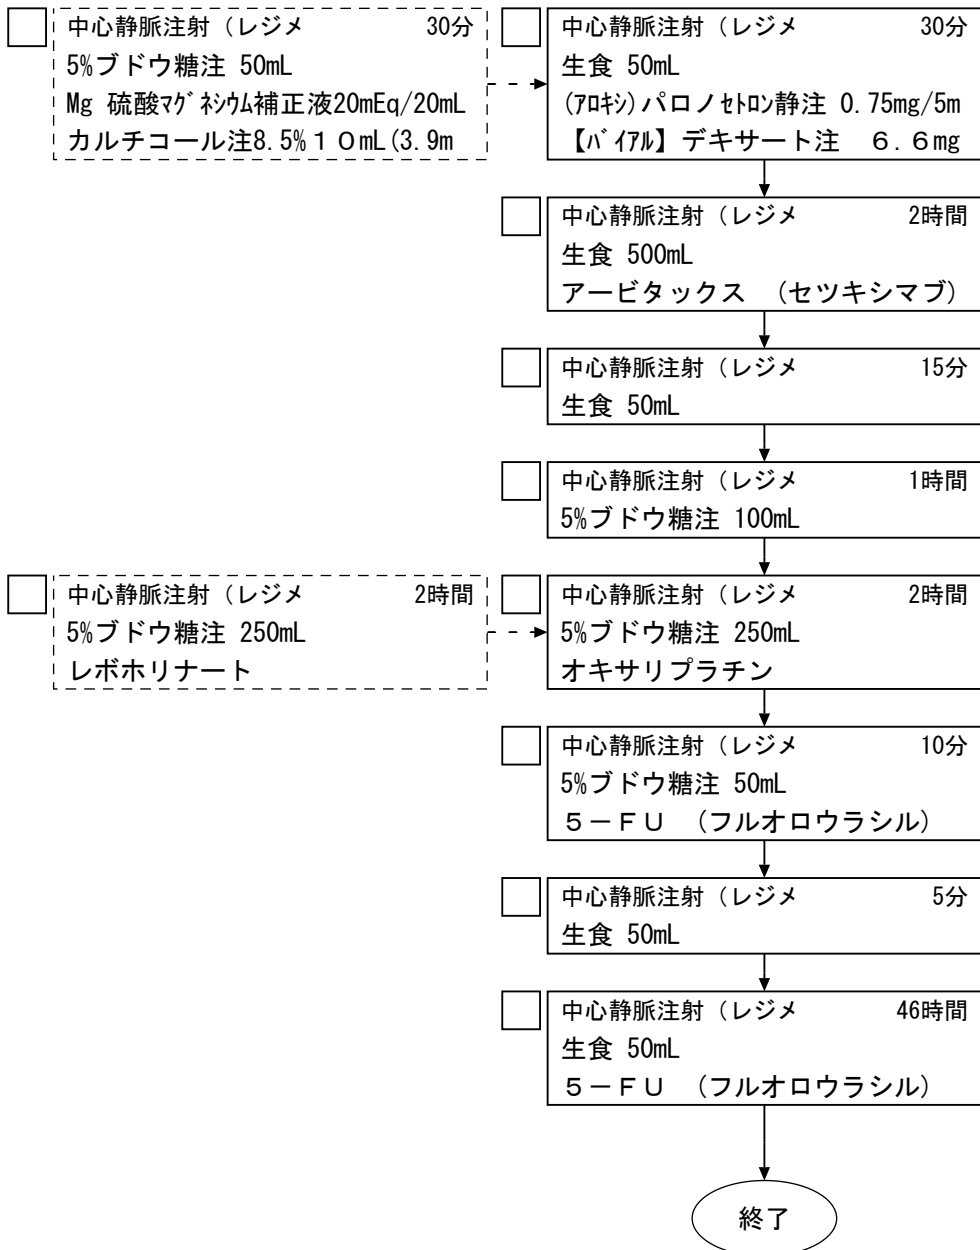 中心静脈注射（レジメ 30分
5%ブドウ糖注 50mL
Mg 硫酸ﾏｸﾞﾈｼｳﾑ補正液20mEq/20mL
カルチコール注8.5%１０mL(3.9m
中心静脈注射（レジメ 30分
生食 50mL
(ｱﾛｷｼ)パロノｾﾄロン静注 0.75mg/5m
【ﾊﾞｲｱﾙ】デキサート注　６.６mg
中心静脈注射（レジメ 2時間
生食 500mL
アービタックス　（セツキシマブ）
中心静脈注射（レジメ 15分
生食 50mL
中心静脈注射（レジメ 1時間
5%ブドウ糖注 100mL
中心静脈注射（レジメ 2時間
5%ブドウ糖注 250mL
レボホリナート
中心静脈注射（レジメ 2時間
5%ブドウ糖注 250mL
オキサリプラチン
中心静脈注射（レジメ 10分
5%ブドウ糖注 50mL
５－ＦＵ　（フルオロウラシル）
中心静脈注射（レジメ 5分
生食 50mL
中心静脈注射（レジメ 46時間
生食 50mL
５－ＦＵ　（フルオロウラシル）
終了